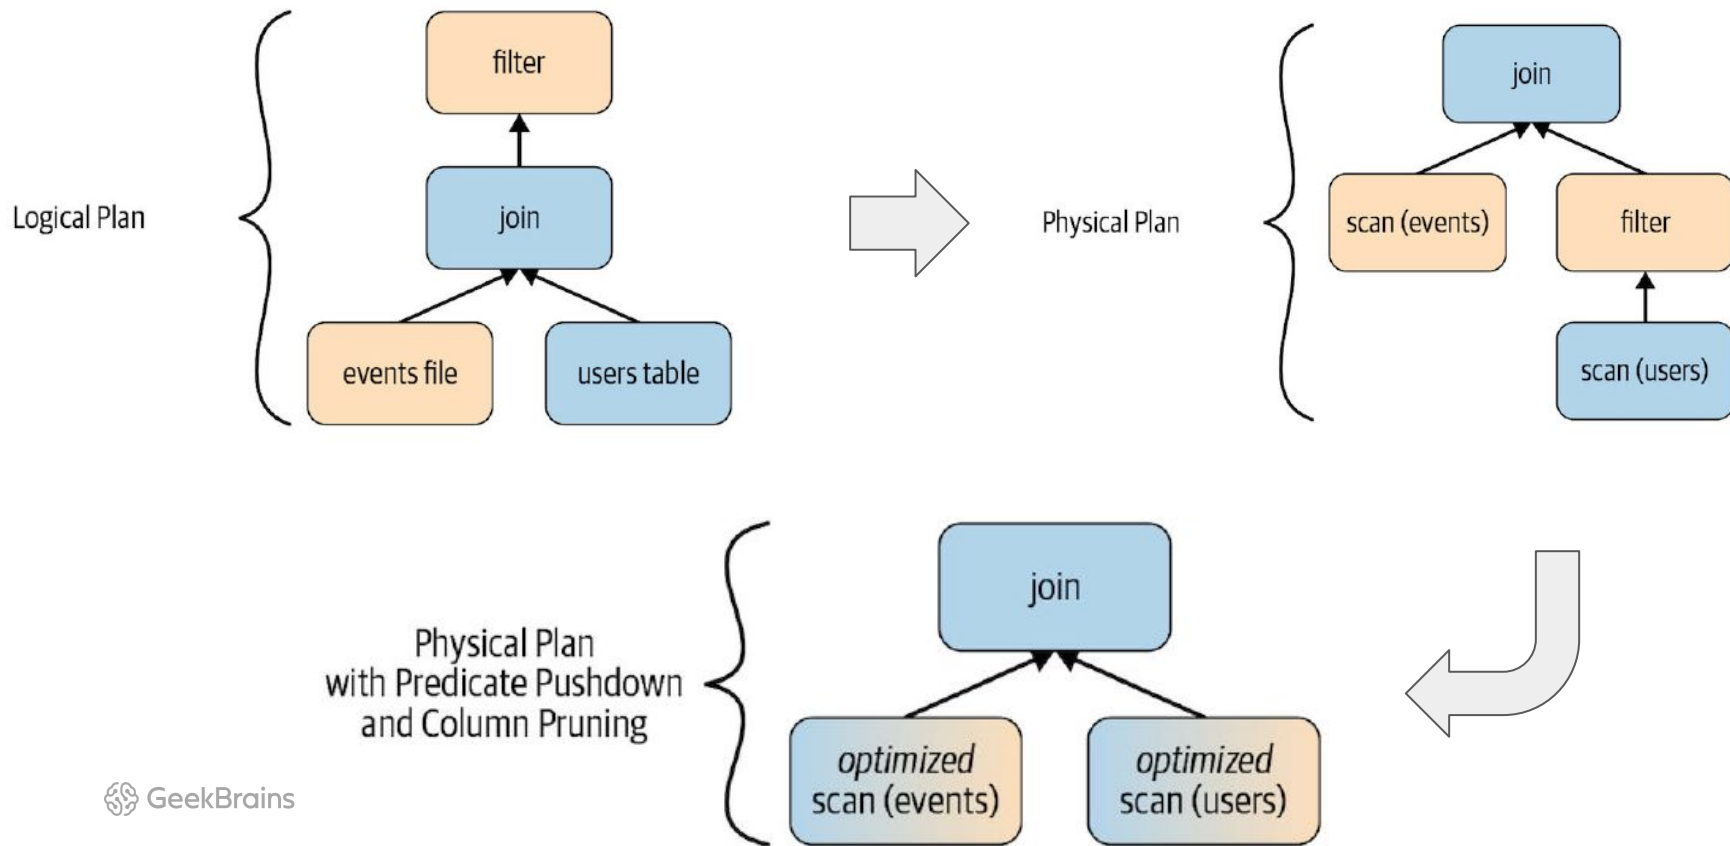 filter
join
Logical Plan
events file
users table
join
Physical Plan
scan (events)
filter
scan (users)
join
Physical Plan
with Predicate Pushdown
and Column Pruning
optimized
scan (events)
optimized
scan (users)
GeekBrains